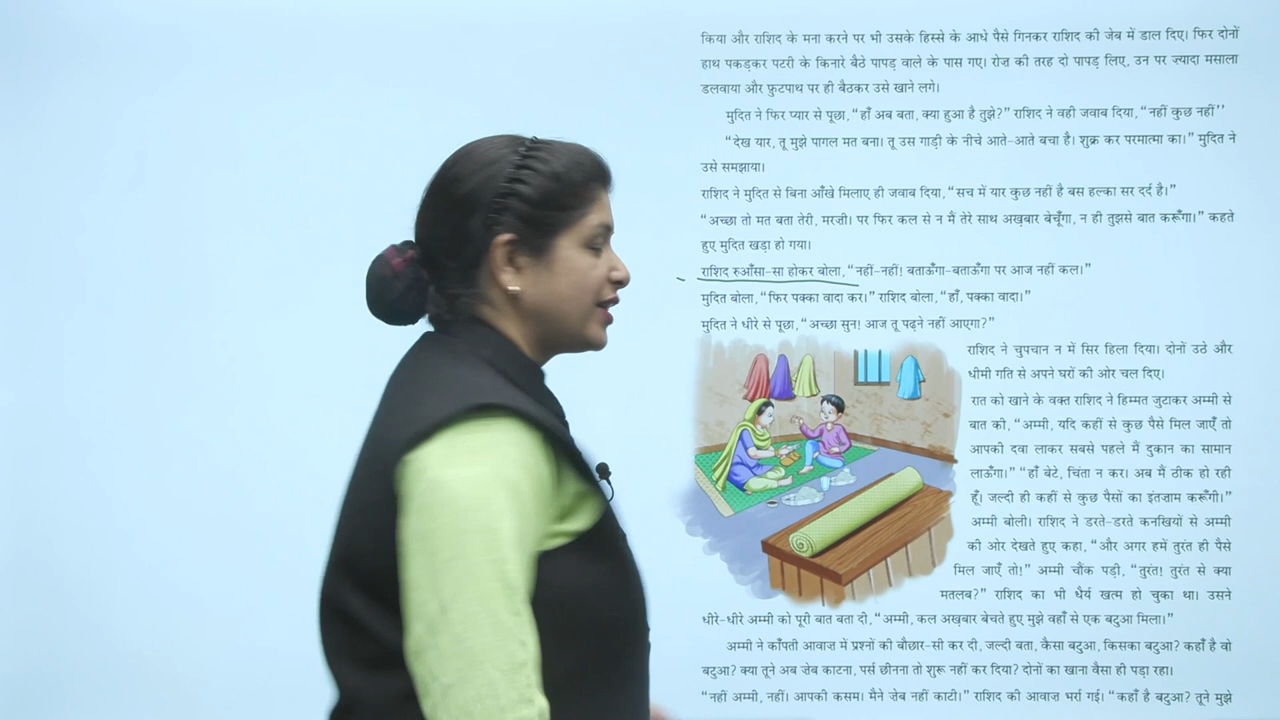 किया और राशिद के मना करने पर भी उसके हिस्से के आधे पैसे गिनकर राशिद की जेब में डाल दिए। फिर दोनों
हाथ पकड़कर पटरी के किनारे बैठे पापड़ वाले के पास गए। रोज़ की तरह दो पापड़ लिए, उन पर ज्यादा मसाला
डलवाया और फ़ुटपाथ पर ही बैठकर उसे खाने लगे।
मुदित ने फिर प्यार से पूछा, “हाँ अब बता, क्या हुआ है तुझे?” राशिद ने वही जवाब दिया, “नहीं कुछ नहीं’’
“देख यार, तू मुझे पागल मत बना। तू उस गाड़ी के नीचे आते-आते बचा है। शुक्र कर परमात्मा का।” मुदित ने
उसे समझाया।
राशिद ने मुदित से बिना आँखे मिलाए ही जवाब दिया, “सच में यार कुछ नहीं है बस हल्का सर दर्द है।”
“अच्छा तो मत बता तेरी, मरज़ी। पर फिर कल से न मैं तेरे साथ अख़बार बेचूँगा, न ही तुझसे बात करूँगा।” कहते
हुए मुदित खड़ा हो गया।
राशिद रुआँसा-सा होकर बोला, “नहीं-नहीं! बताऊँगा-बताऊँगा पर आज नहीं कल।”
मुदित बोला, “फिर पक्का वादा कर।” राशिद बोला, “हाँ, पक्का वादा।”
मुदित ने धीरे से पूछा, “अच्छा सुन! आज तू पढ़ने नहीं आएगा?”
राशिद ने चुपचान न में सिर हिला दिया। दोनों उठे और
धीमी गति से अपने घरों की ओर चल दिए।
रात को खाने के वक्त राशिद ने हिम्मत जुटाकर अम्मी से
बात की, “अम्मी, यदि कहीं से कुछ पैसे मिल जाएँ तो
आपकी दवा लाकर सबसे पहले मैं दुकान का सामान
लाऊँगा।” “हाँ बेटे, चिंता न कर। अब मैं ठीक हो रही
हूँ। जल्दी ही कहीं से कुछ पैसों का इंतज़ाम करूँगी।”
अम्मी बोली। राशिद ने डरते-डरते कनखियों से अम्मी
की ओर देखते हुए कहा, “और अगर हमें तुरंत ही पैसे
मिल जाएँ तो!” अम्मी चौंक पड़ी, “तुरंत! तुरंत से क्या
मतलब?” राशिद का भी धैर्य खत्म हो चुका था। उसने
धीरे-धीरे अम्मी को पूरी बात बता दी, “अम्मी, कल अख़बार बेचते हुए मुझे वहाँ से एक बटुआ मिला।”
अम्मी ने काँपती आवाज़ में प्रश्नों की बौछार-सी कर दी, जल्दी बता, कैसा बटुआ, किसका बटुआ? कहाँ है वो
बटुआ? क्या तूने अब जेब काटना, पर्स छीनना तो शुरू नहीं कर दिया? दोनों का खाना वैसा ही पड़ा रहा।
“नहीं अम्मी, नहीं। आपकी कसम। मैंने जेब नहीं काटी।” राशिद की आवाज़ भर्रा गई। “कहाँ है बटुआ? तूने मुझे